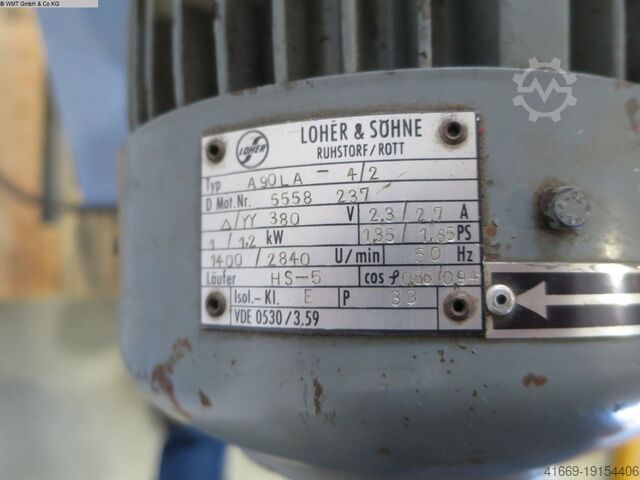 © WMT GmbH & Co.KG
LOHER
LOHER & SÖHNE
RUHSTORF/ROTT
Typ A90LA - 4/2
D Mot.Nr. 5558 237
△/YY 380 V 2,3/2,7 A
1/1,2 kW 1,35/1,65 PS
1400/2840 U/min 50 Hz
Läufer HS-5 cos φ 0,86/0,94
Isol.-Kl. E P 33
VDE 0530/3.59
41669-19154406